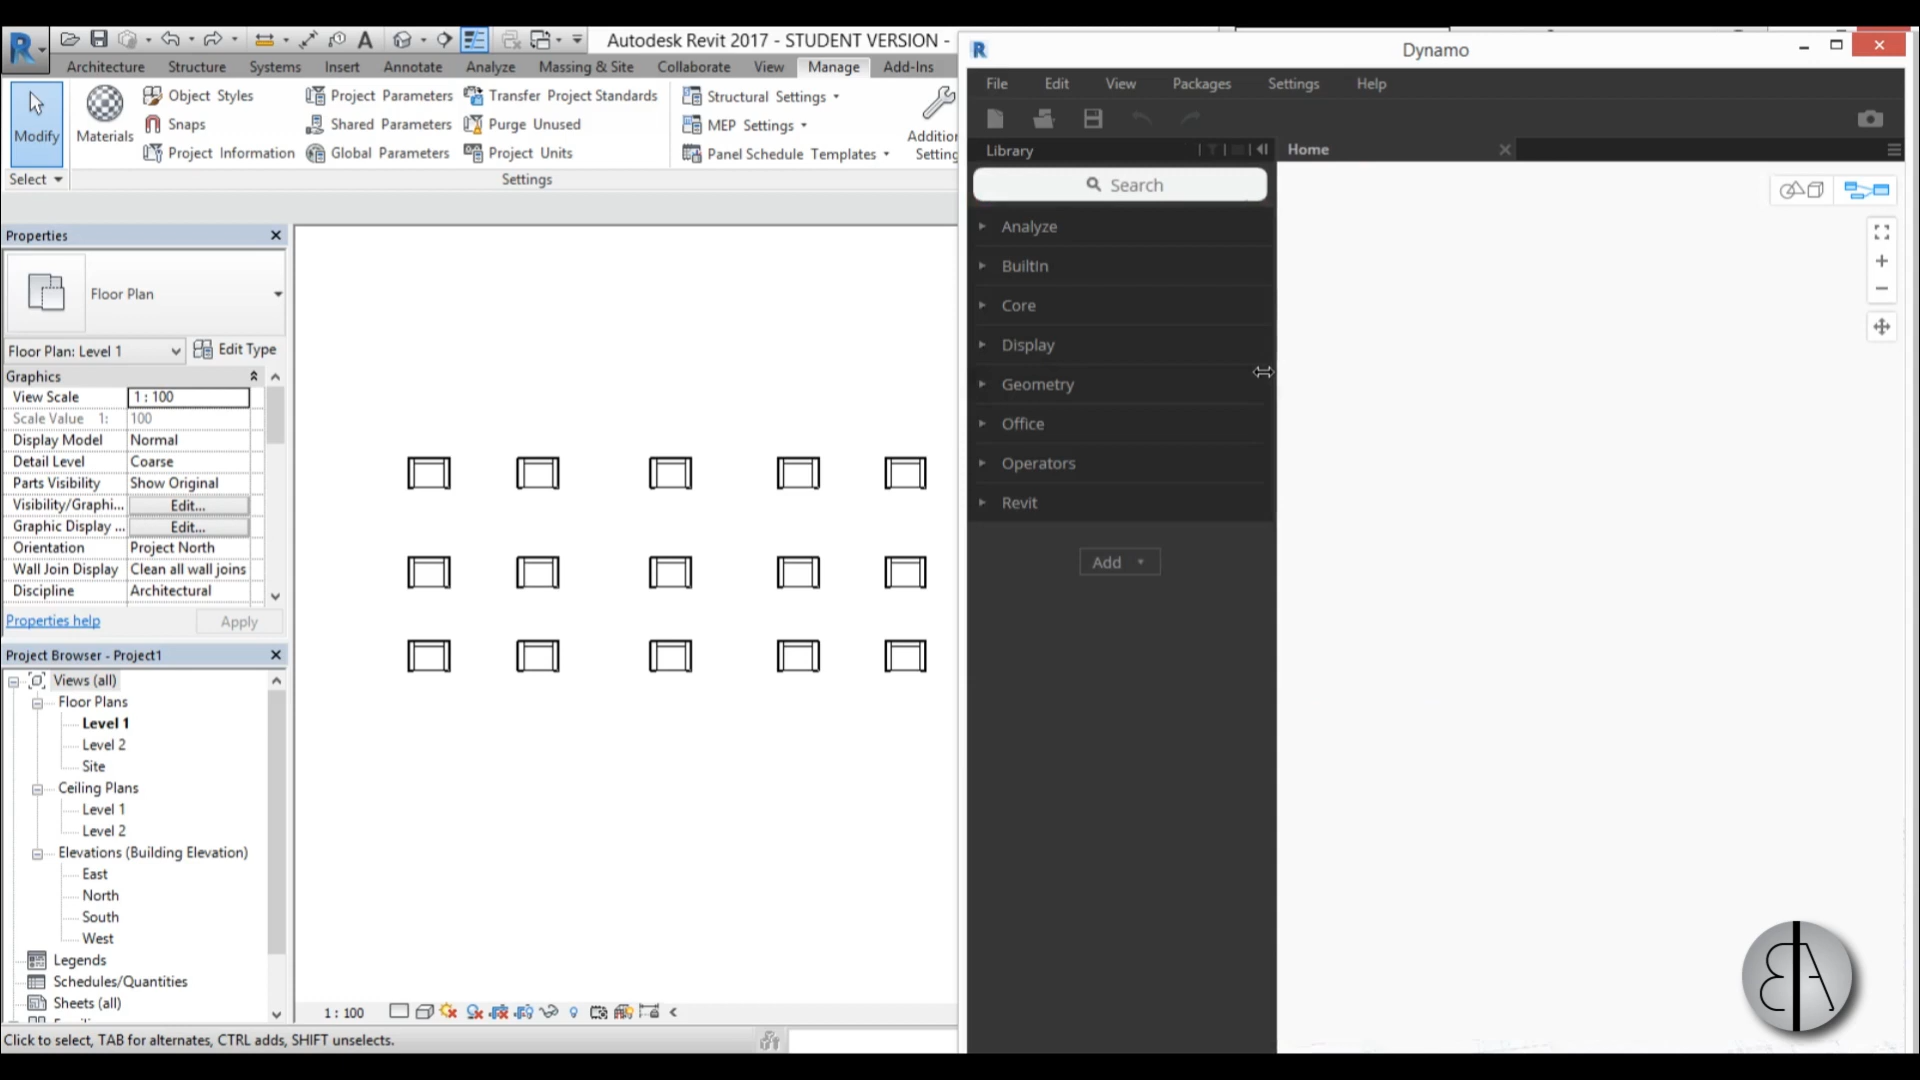 Autodesk Revit 2017 - STUDENT VERSION -
Architecture Structure Systems Insert Annotate Analyze Massing & Site Collaborate View Manage Add-Ins
Modify
Materials
Object Styles
Snaps
Project Information
Project Parameters
Shared Parameters
Global Parameters
Transfer Project Standards
Purge Unused
Project Units
Structural Settings
MEP Settings
Panel Schedule Templates
Addition
Setting
Select
Settings
Properties
Floor Plan
Floor Plan: Level 1
Edit Type
Graphics
View Scale 1 : 100
Scale Value 1: 100
Display Model Normal
Detail Level Coarse
Parts Visibility Show Original
Visibility/Graphi... Edit...
Graphic Display ... Edit...
Orientation Project North
Wall Join Display Clean all wall joins
Discipline Architectural
Properties help
Apply
Project Browser - Project1
Views (all)
Floor Plans
Level 1
Level 2
Site
Ceiling Plans
Level 1
Level 2
Elevations (Building Elevation)
East
North
South
West
Legends
Schedules/Quantities
Sheets (all)
1 : 100
Click to select, TAB for alternates, CTRL adds, SHIFT unselects.
Dynamo
File Edit View Packages Settings Help
Library
Home
Search
Analyze
BuiltIn
Core
Display
Geometry
Office
Operators
Revit
Add